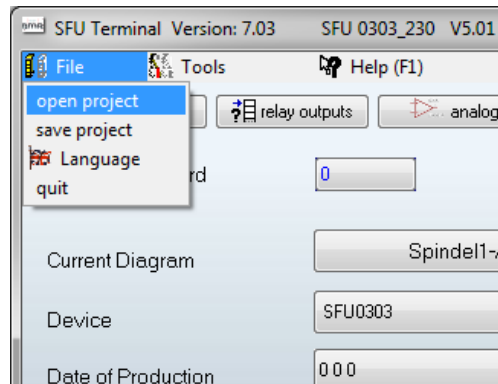 SFU Terminal Version: 7.03 SFU 0303_230 V5.01
File Tools Help (F1)
open project
save project
Language
quit
relay outputs
analog
rd
0
Current Diagram
Spindel1-
Device
SFU0303
Date of Production
0 0 0